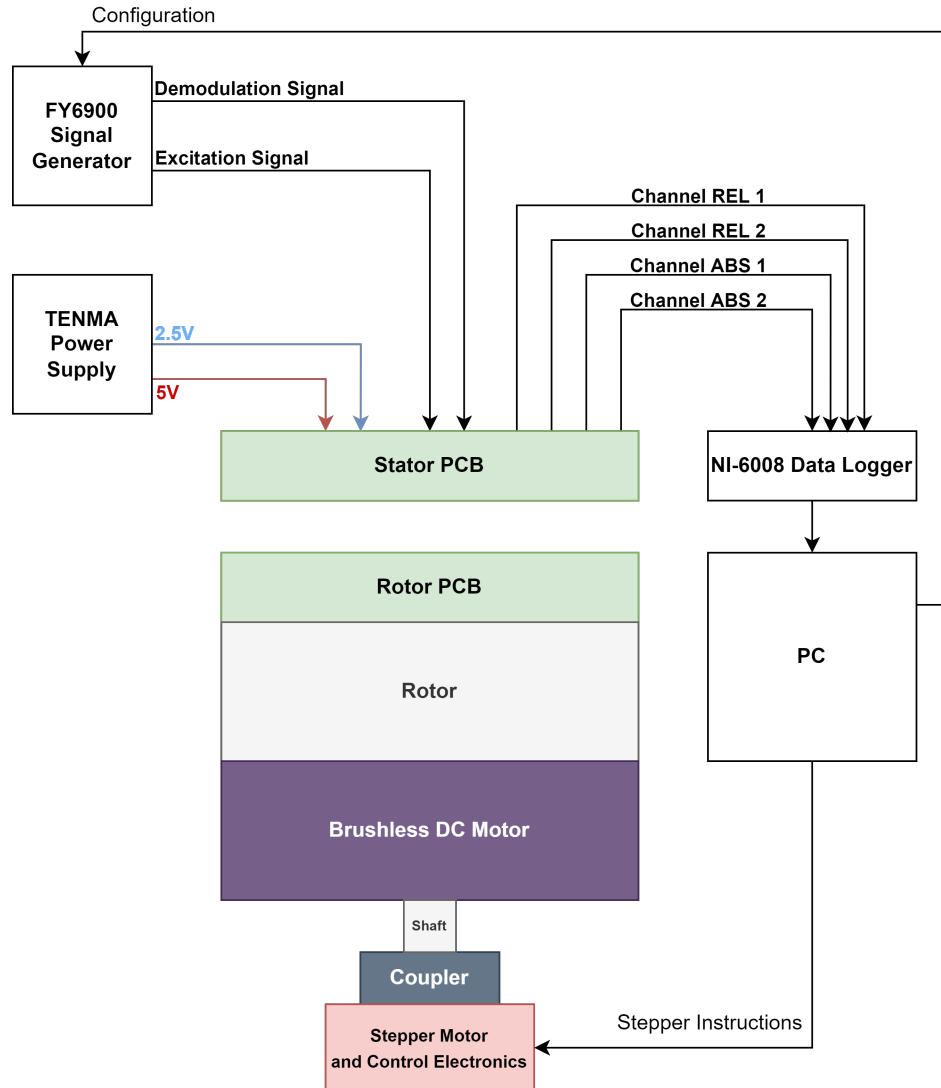 Configuration
FY6900
Signal
Generator
Demodulation Signal
Excitation Signal
Channel REL 1
Channel REL 2
Channel ABS 1
Channel ABS 2
TENMA
Power
Supply
2.5V
5V
Stator PCB
NI-6008 Data Logger
Rotor PCB
PC
Rotor
Brushless DC Motor
Shaft
Coupler
Stepper Instructions
Stepper Motor
and Control Electronics